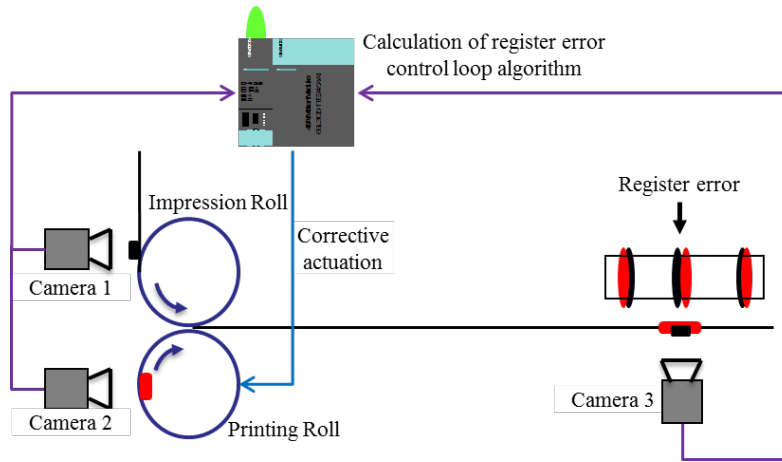 Calculation of register error
control loop algorithm
Impression Roll
Register error
Corrective
actuation
Camera 1
Camera 2
Camera 3
Printing Roll